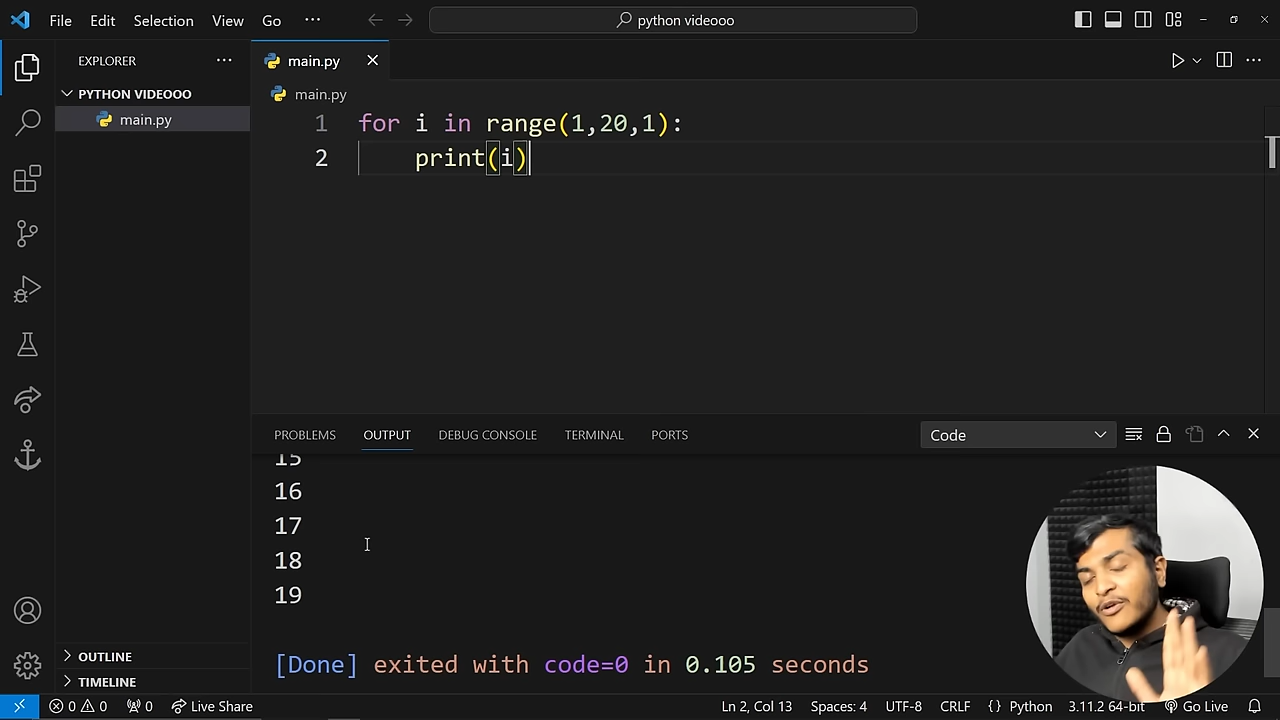 File Edit Selection View Go ··· python videooo
EXPLORER ···
PYTHON VIDEOOO
main.py
main.py
main.py
1 for i in range(1,20,1):
2     print(i)
PROBLEMS OUTPUT DEBUG CONSOLE TERMINAL PORTS Code
15
16
17
18
19
[Done] exited with code=0 in 0.105 seconds
OUTLINE
TIMELINE
0 0 0 Live Share Ln 2, Col 13 Spaces: 4 UTF-8 CRLF {} Python 3.11.2 64-bit Go Live